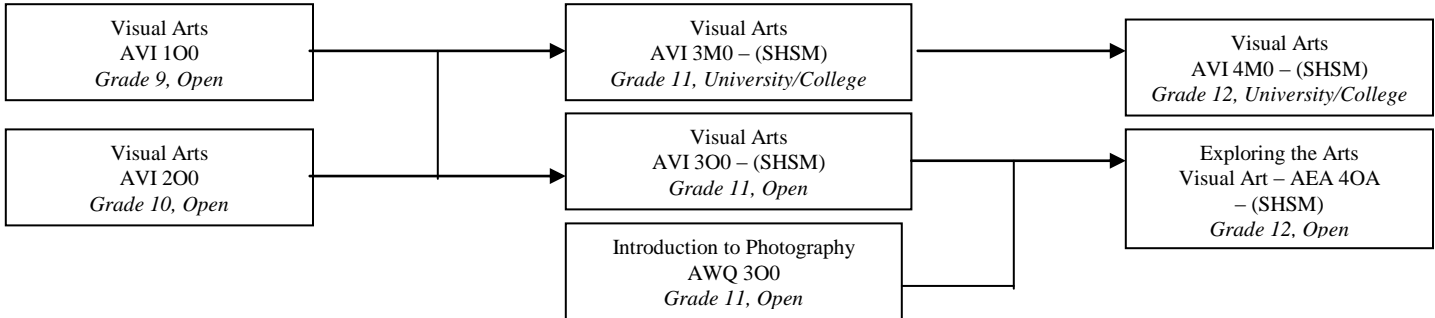 Visual Arts
AVI 1O0
Grade 9, Open
Visual Arts
AVI 2O0
Grade 10, Open
Visual Arts
AVI 3M0 – (SHSM)
Grade 11, University/College
Visual Arts
AVI 3O0 – (SHSM)
Grade 11, Open
Introduction to Photography
AWQ 3O0
Grade 11, Open
Visual Arts
AVI 4M0 – (SHSM)
Grade 12, University/College
Exploring the Arts
Visual Art – AEA 4OA
– (SHSM)
Grade 12, Open